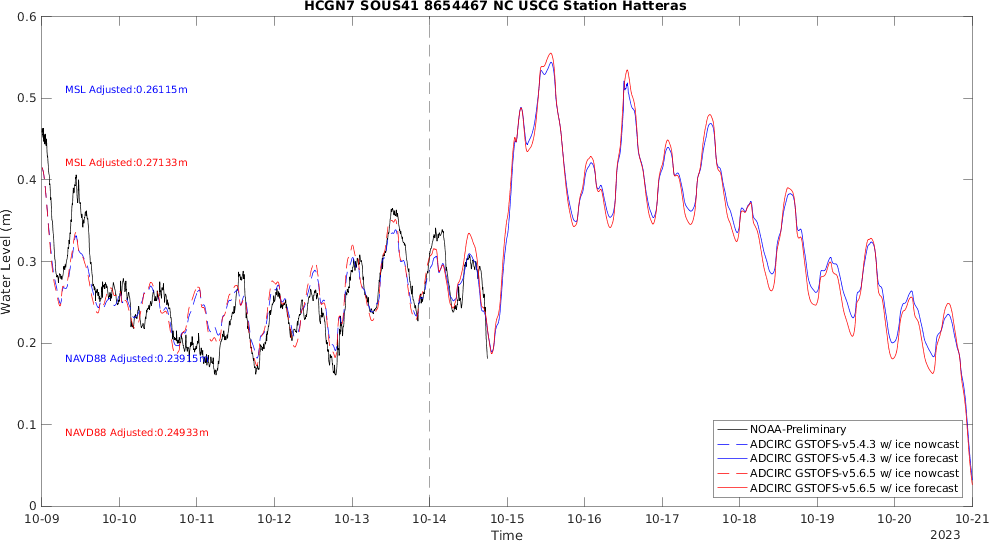 HCGN7 SOUS41 8654467 NC USCG Station Hatteras
0.6
0.5
0.4
0.3
0.2
0.1
0
Water Level (m)
MSL Adjusted:0.26115m
MSL Adjusted:0.27133m
NAVD88 Adjusted:0.23915m
NAVD88 Adjusted:0.24933m
NOAA-Preliminary
ADCIRC GSTOFS-v5.4.3 w/ ice nowcast
ADCIRC GSTOFS-v5.4.3 w/ ice forecast
ADCIRC GSTOFS-v5.6.5 w/ ice nowcast
ADCIRC GSTOFS-v5.6.5 w/ ice forecast
10-09 10-10 10-11 10-12 10-13 10-14 10-15 10-16 10-17 10-18 10-19 10-20 10-21
Time
2023